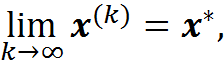 lim x^{(k)} = x^*,
k→∞